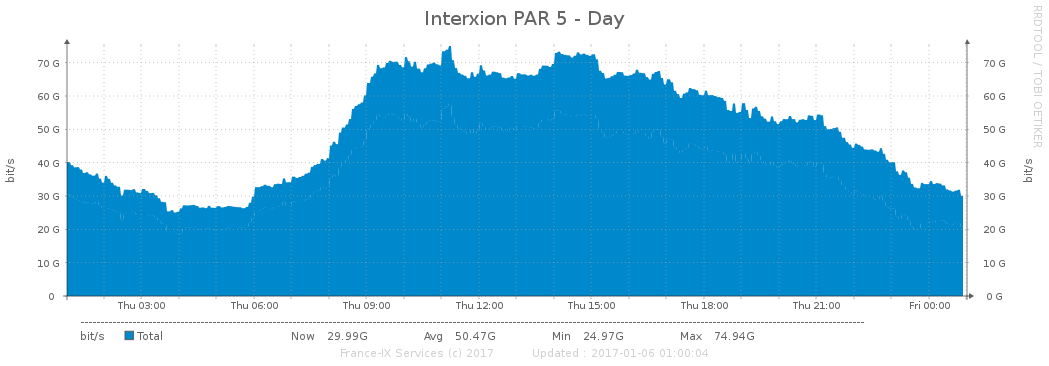 Interxion PAR 5 - Day
RRDTOOL / TOBI OETIKER
bit/s
70 G 70 G
60 G 60 G
50 G 50 G
40 G 40 G
30 G 30 G
20 G 20 G
10 G 10 G
0 0 G
bit/s
Thu 03:00 Thu 06:00 Thu 09:00 Thu 12:00 Thu 15:00 Thu 18:00 Thu 21:00 Fri 00:00
bit/s Total Now 29.99G Avg 50.47G Min 24.97G Max 74.94G
France-IX Services (c) 2017 Updated : 2017-01-06 01:00:04